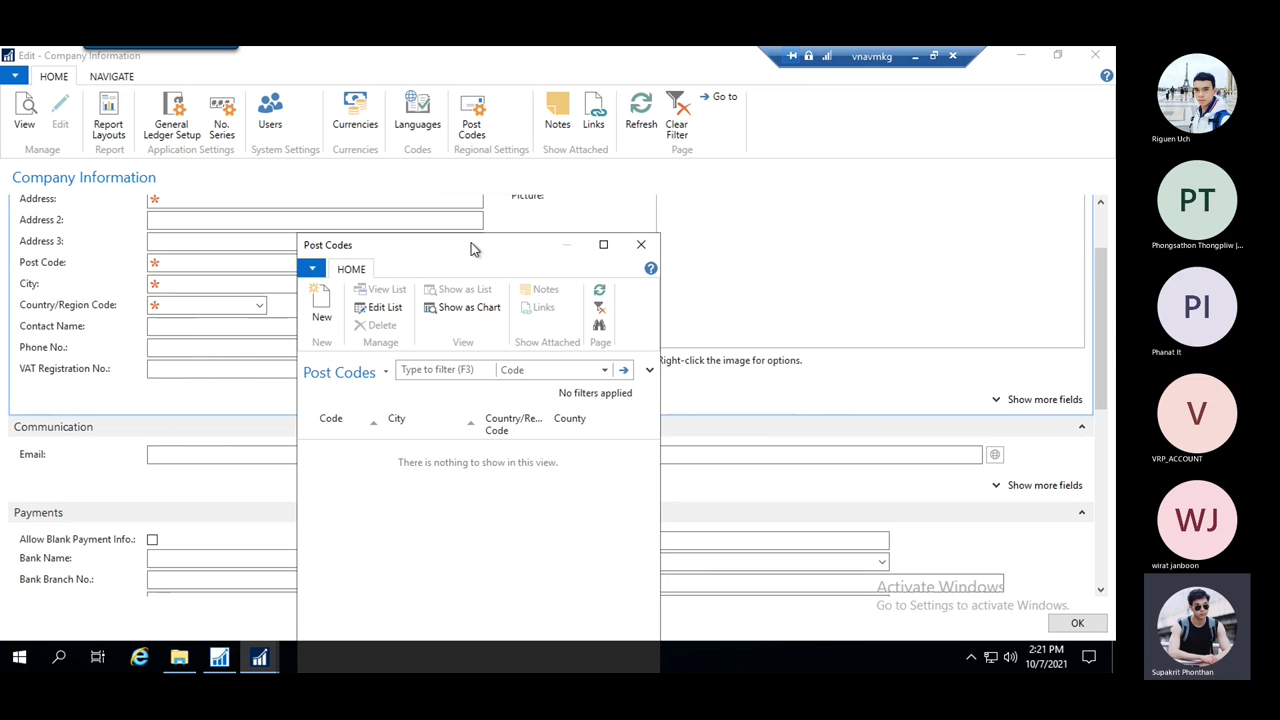 Edit - Company Information
vnavmkg
HOME
NAVIGATE
View
Edit
Report Layouts
General Ledger Setup
No. Series
Users
Currencies
Languages
Post Codes
Notes
Links
Refresh
Clear Filter
Go to
Manage
Report
Application Settings
System Settings
Currencies
Codes
Regional Settings
Show Attached
Page
Company Information
Address:
Picture:
Address 2:
Address 3:
Post Code:
City:
Country/Region Code:
Contact Name:
Phone No.:
VAT Registration No.:
Right-click the image for options.
Show more fields
Communication
Email:
Show more fields
Payments
Allow Blank Payment Info.:
Bank Name:
Bank Branch No.:
Post Codes
HOME
New
View List
Edit List
Delete
Show as List
Show as Chart
Notes
Links
New
Manage
View
Show Attached
Page
Post Codes
Type to filter (F3)
Code
No filters applied
Code
City
Country/Re... Code
County
There is nothing to show in this view.
Activate Windows
Go to Settings to activate Windows.
OK
2:21 PM
10/7/2021
Riguen Uch
PT
Phongsathon Thongpliw |...
PI
Phanat It
V
VRP_ACCOUNT
WJ
wirat janboon
Supakrit Phonthan